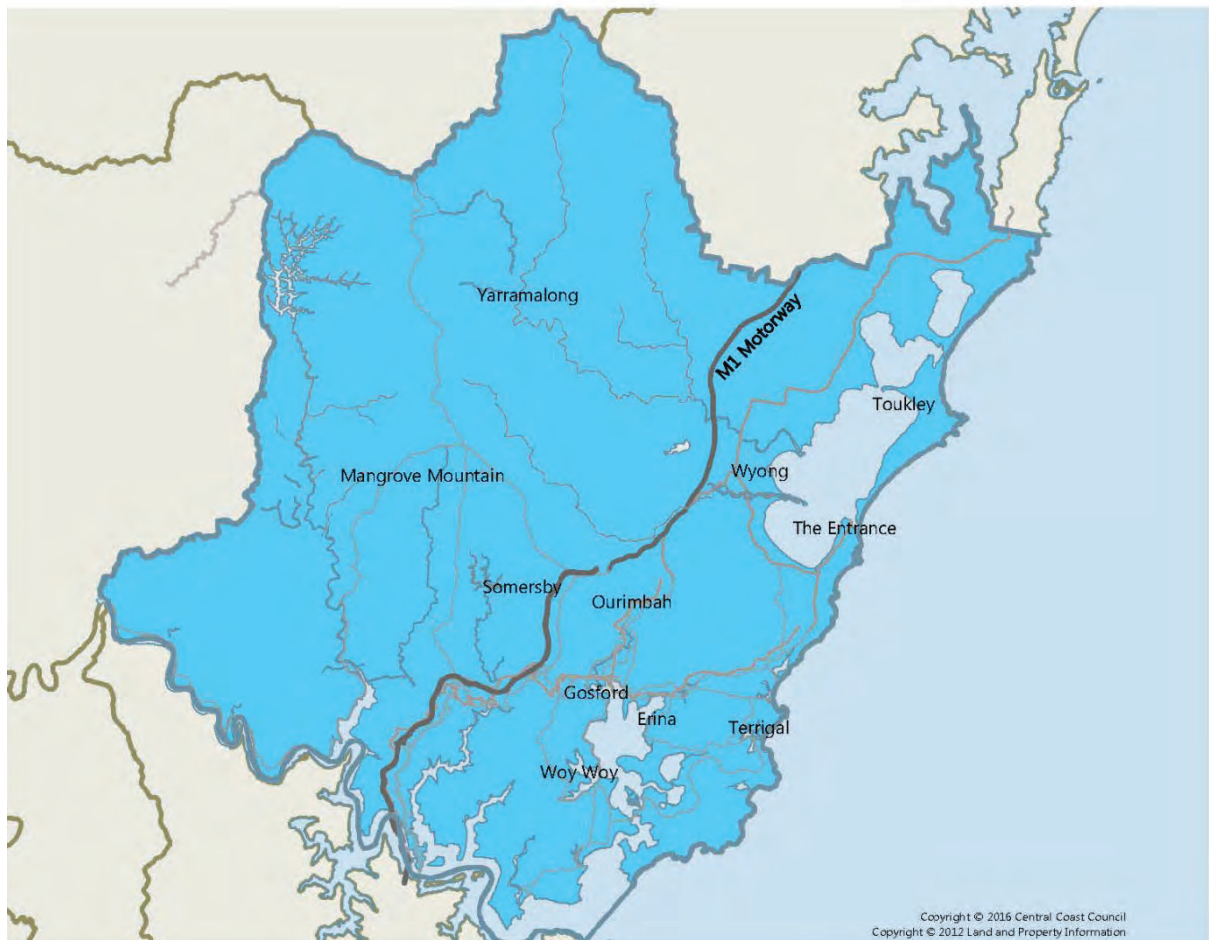 Yarramalong
M1 Motorway
Toukley
Mangrove Mountain
Wyong
The Entrance
Somersby
Ourimbah
Gosford
Erina
Terrigal
Woy Woy
Copyright © 2016 Central Coast Council
Copyright © 2012 Land and Property Information